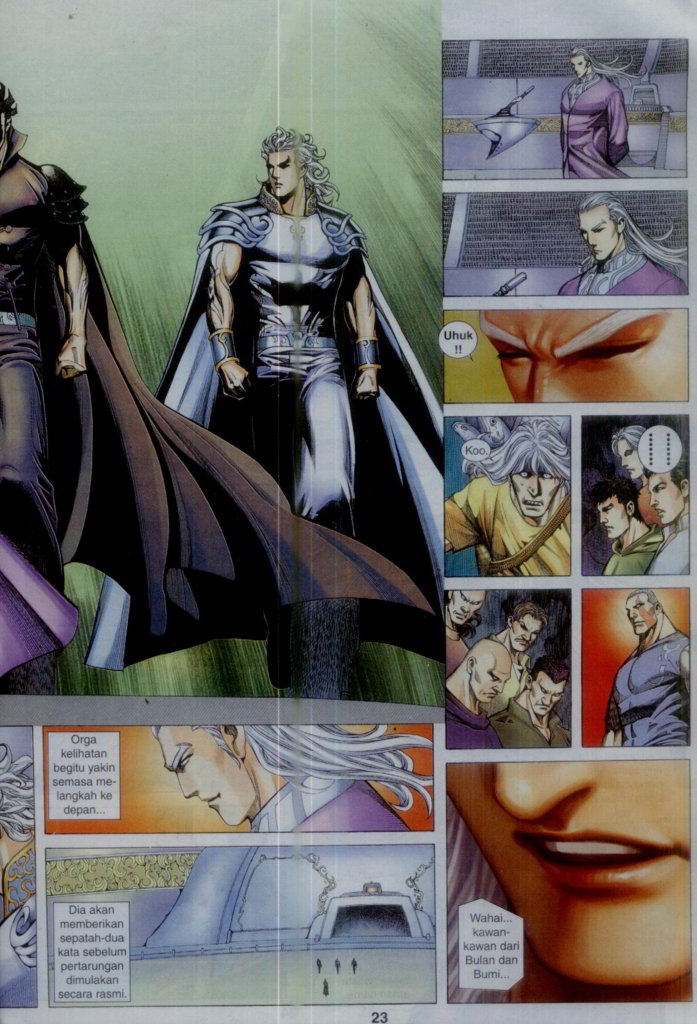 Uhuk
!!
Koo..
Orga
kelihatan
begitu yakin
semasa me-
langkah ke
depan...
Dia akan
memberikan
sepatah-dua
kata sebelum
pertarungan
dimulakan
secara rasmi.
Wahai...
kawan-
kawan dari
Bulan dan
Bumi...
23